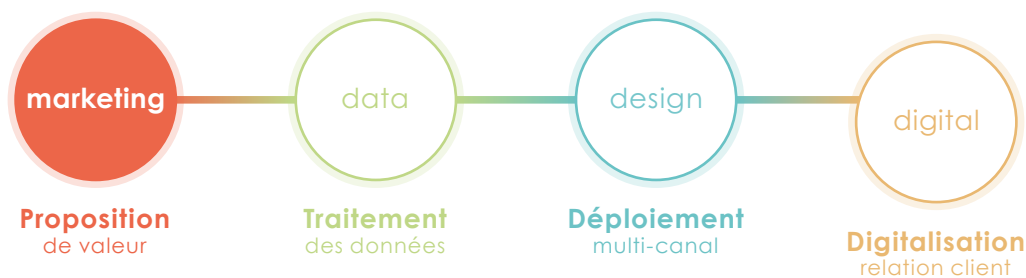 marketing
data
design
digital
Proposition
de valeur
Traitement
des données
Déploiement
multi-canal
Digitalisation
relation client